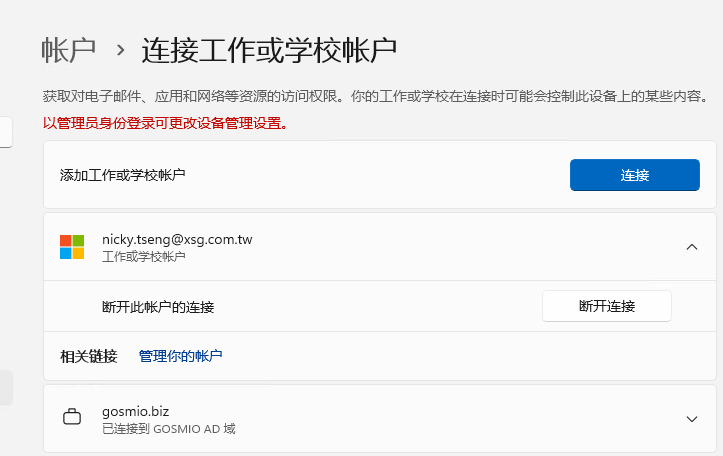 帐户 › 连接工作或学校帐户
获取对电子邮件、应用和网络等资源的访问权限。你的工作或学校在连接时可能会控制此设备上的某些内容。
以管理员身份登录可更改设备管理设置。
添加工作或学校帐户 连接
nicky.tseng@xsg.com.tw
工作或学校帐户
断开此帐户的连接 断开连接
相关链接 管理你的帐户
gosmio.biz
已连接到 GOSMIO AD 域